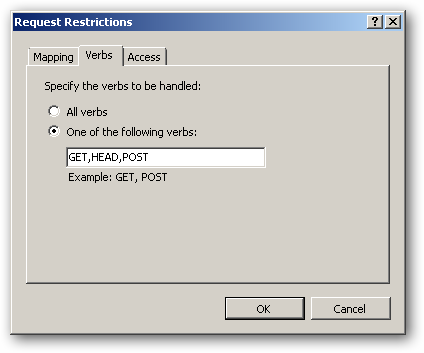 Request Restrictions
Mapping Verbs Access
Specify the verbs to be handled:
All verbs
One of the following verbs:
GET,HEAD,POST
Example: GET, POST
OK Cancel